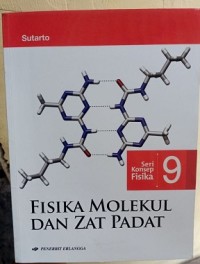 Sutarto
Seri
Konsep
Fisika
9
FISIKA MOLEKUL
DAN ZAT PADAT
PENERBIT ERLANGGA